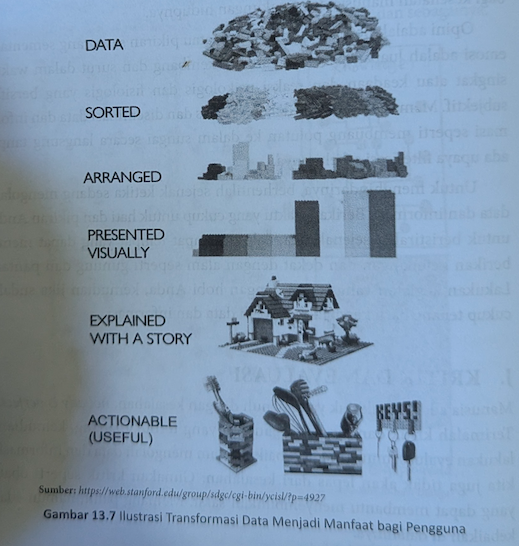 DATA
SORTED
ARRANGED
PRESENTED
VISUALLY
EXPLAINED
WITH A STORY
ACTIONABLE
(USEFUL)
KEYS!
Sumber: https://web.stanford.edu/group/sdgc/cgi-bin/ycisl/?p=4927
Gambar 13.7 Ilustrasi Transformasi Data Menjadi Manfaat bagi Pengguna